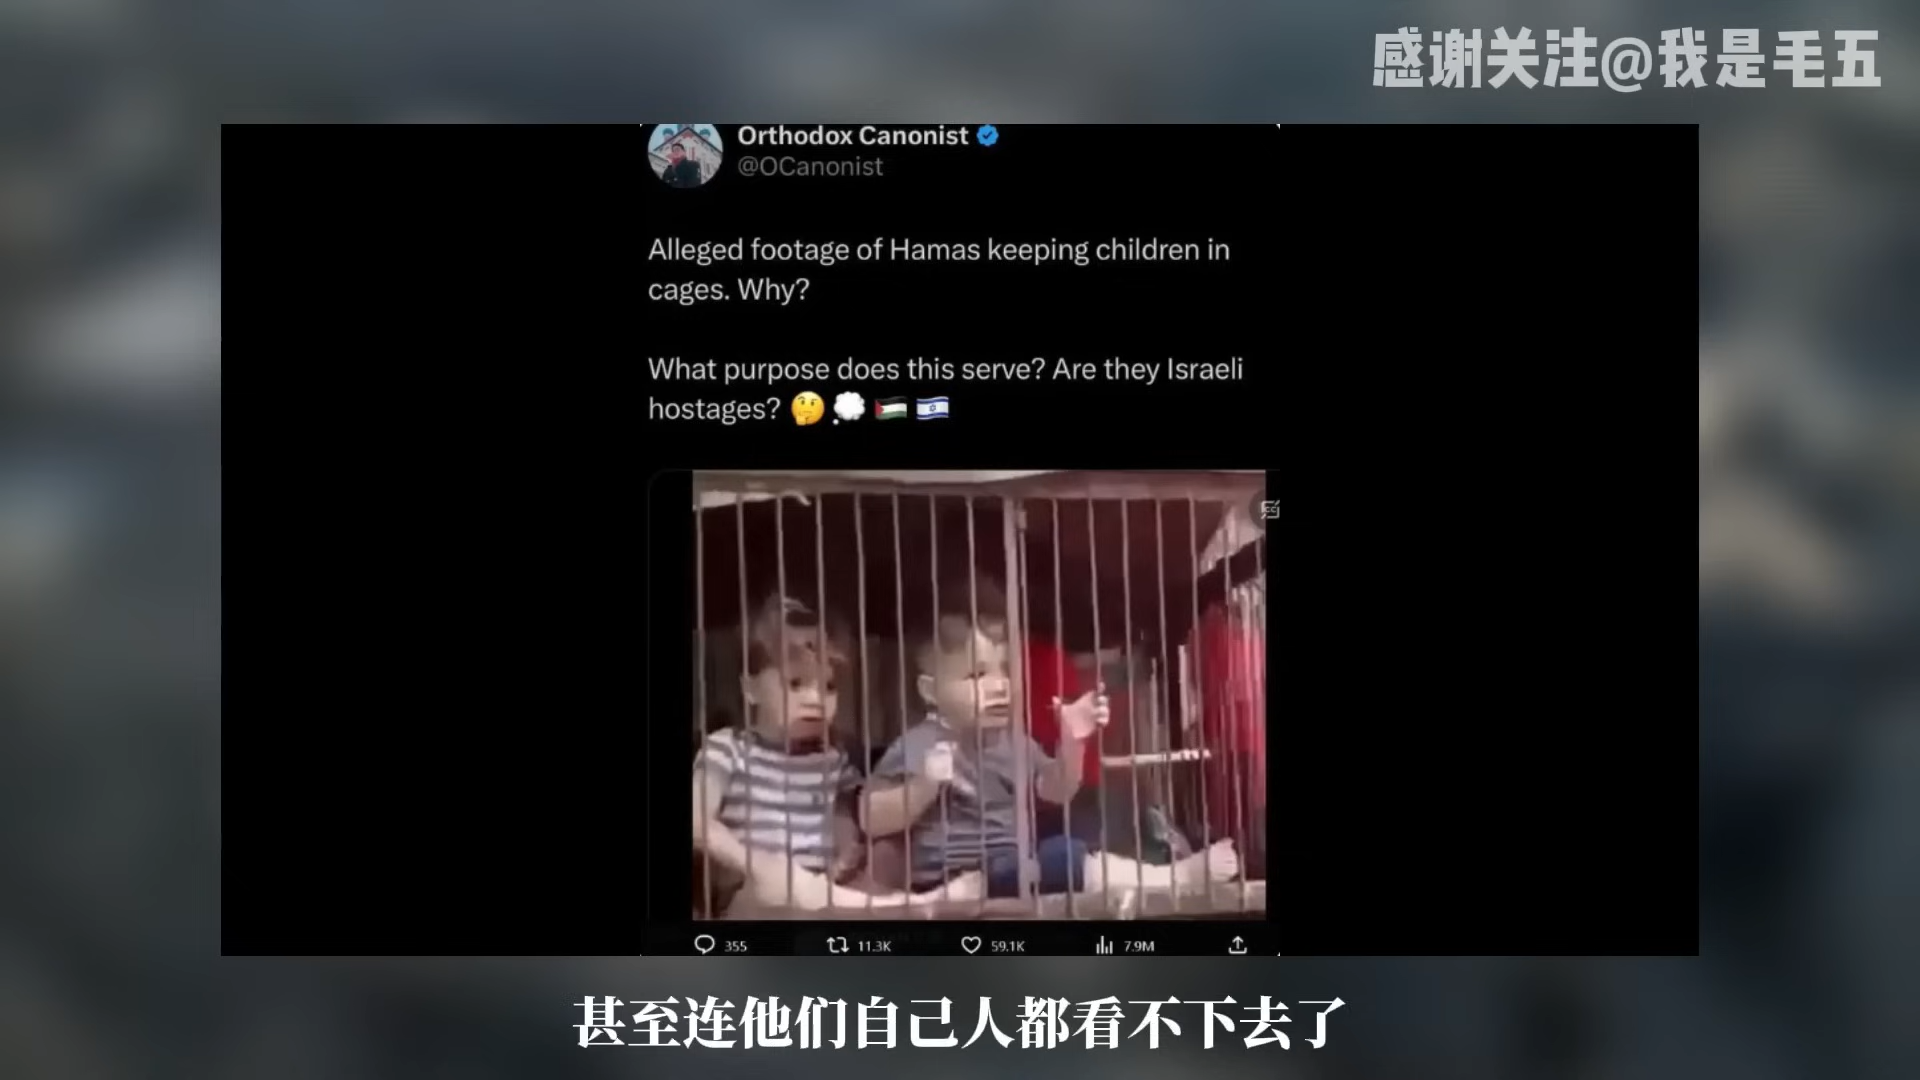 感谢关注@我是毛五
Orthodox Canonist
@OCanonist
Alleged footage of Hamas keeping children in
cages. Why?
What purpose does this serve? Are they Israeli
hostages? 🤔💭🇵🇸🇮🇱
355 11.3K 59.1K 7.9M
甚至连他们自己人都看不下去了